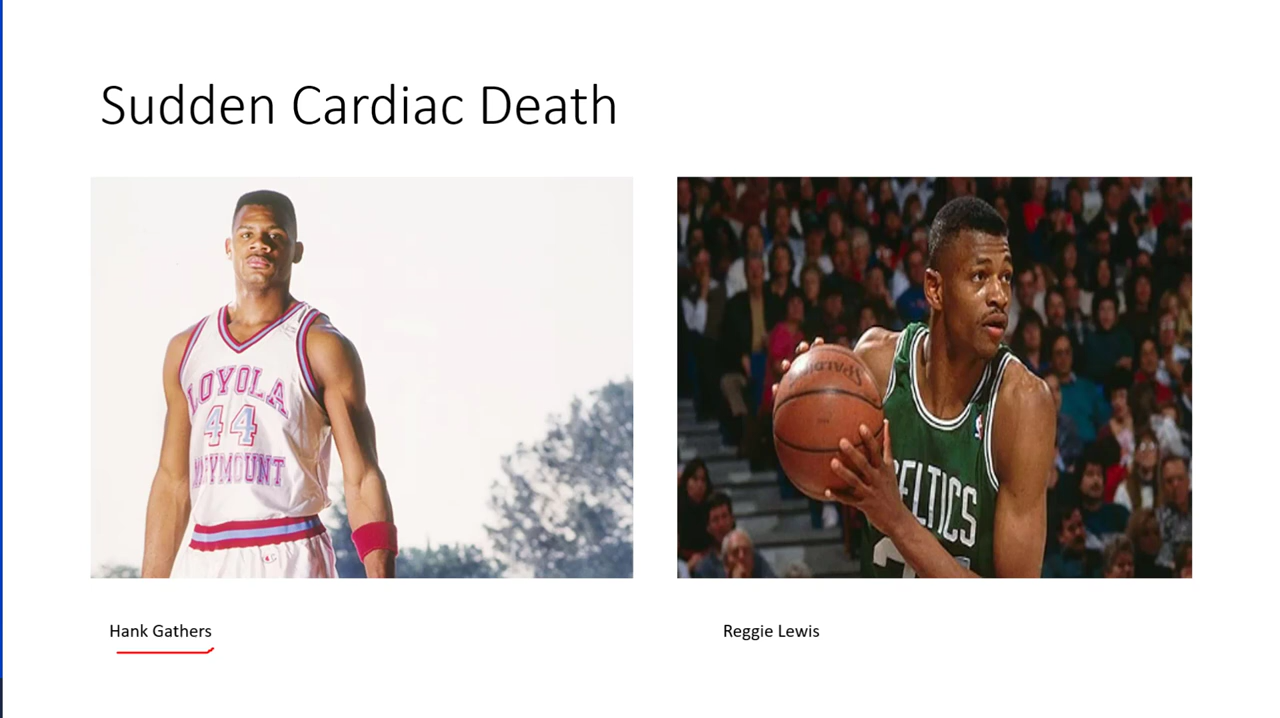 Sudden Cardiac Death
LOYOLA
44
MARYMOUNT
SPALDING
CELTICS
Hank Gathers
Reggie Lewis